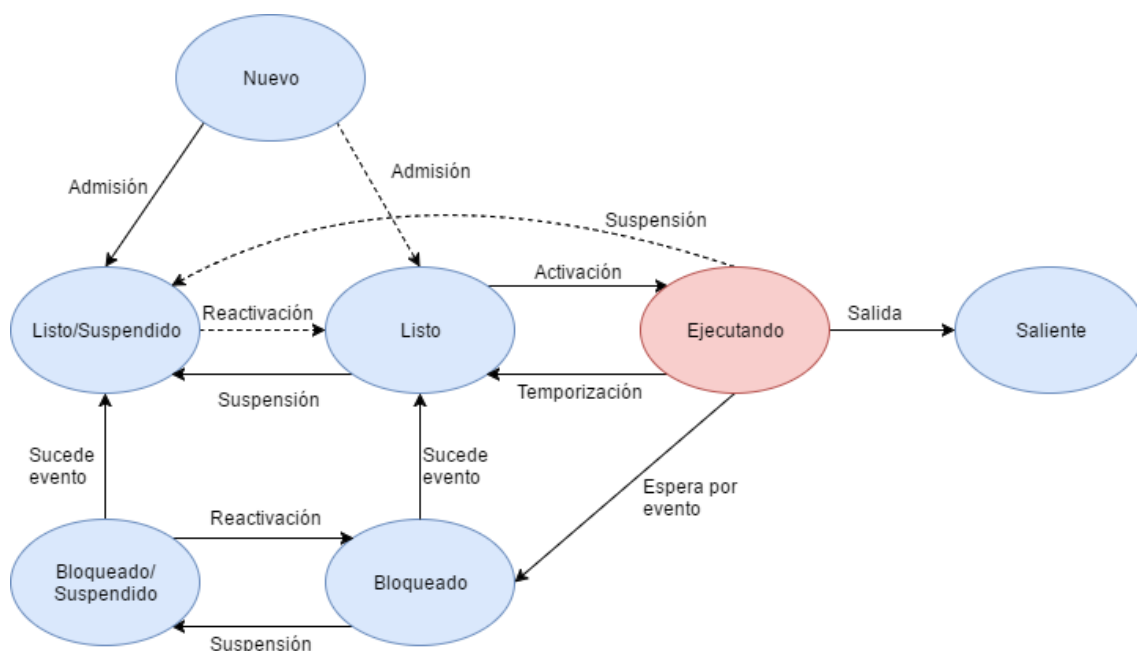 Nuevo
Admisión
Admisión
Suspensión
Activación
Listo/Suspendido
Reactivación
Listo
Ejecutando
Salida
Saliente
Suspensión
Temporización
Sucede
evento
Sucede
evento
Espera por
evento
Reactivación
Bloqueado/
Suspendido
Bloqueado
Suspensión